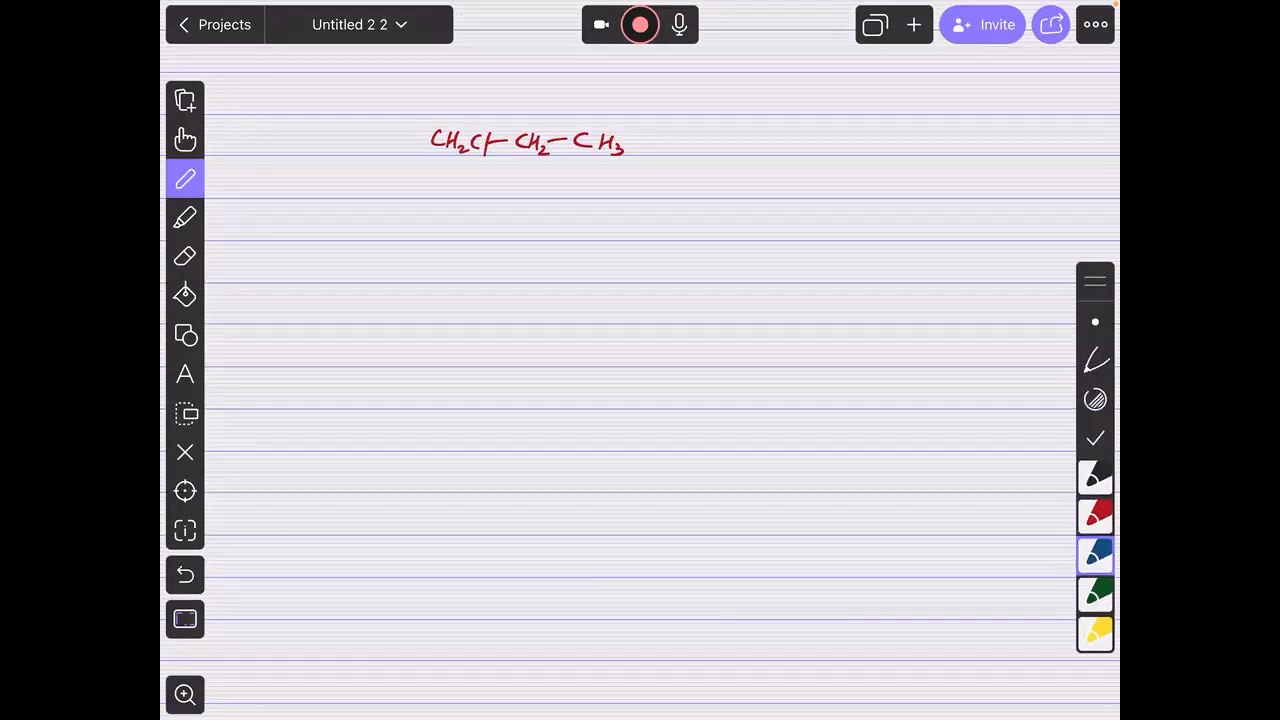 Projects
Untitled 2 2
Invite
CH₂Cl-CH₂-CH₃
A